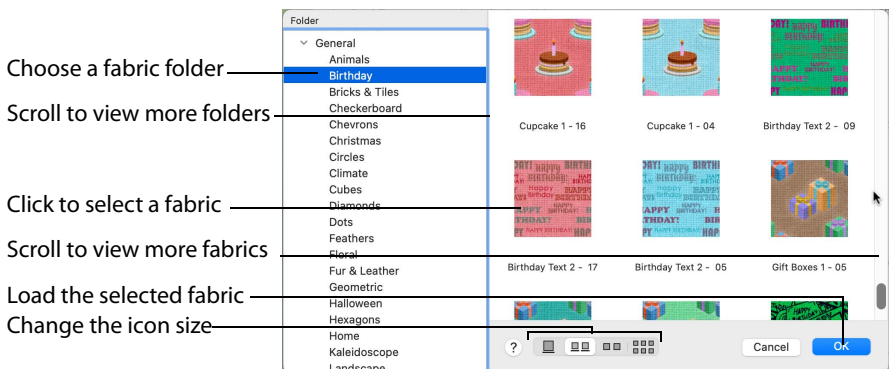 Folder
General
Animals
Birthday
Bricks & Tiles
Checkerboard
Chevrons
Christmas
Circles
Climate
Cubes
Diamonds
Dots
Feathers
Floral
Fur & Leather
Geometric
Halloween
Hexagons
Home
Kaleidoscope
Landscape
Choose a fabric folder
Scroll to view more folders
Click to select a fabric
Scroll to view more fabrics
Load the selected fabric
Change the icon size
Cupcake 1 - 16
Cupcake 1 - 04
Birthday Text 2 - 09
Birthday Text 2 - 17
Birthday Text 2 - 05
Gift Boxes 1 - 05
?
Cancel
OK